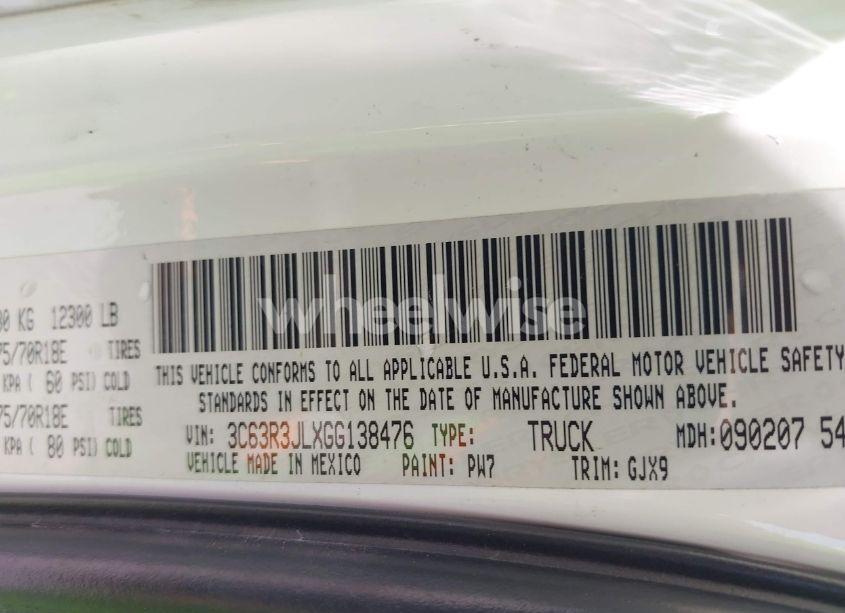 00 KG 12300 LB
75/70R18E TIRES
KPA ( 60 PSI) COLD
75/70R18E TIRES
KPA ( 80 PSI) COLD
wheelwise
THIS VEHICLE CONFORMS TO ALL APPLICABLE U.S.A. FEDERAL MOTOR VEHICLE SAFETY
STANDARDS IN EFFECT ON THE DATE OF MANUFACTURE SHOWN ABOVE.
VIN: 3C63R3JLXGG138476 TYPE: TRUCK MDH:090207 54
VEHICLE MADE IN MEXICO PAINT: PW7 TRIM: GJX9